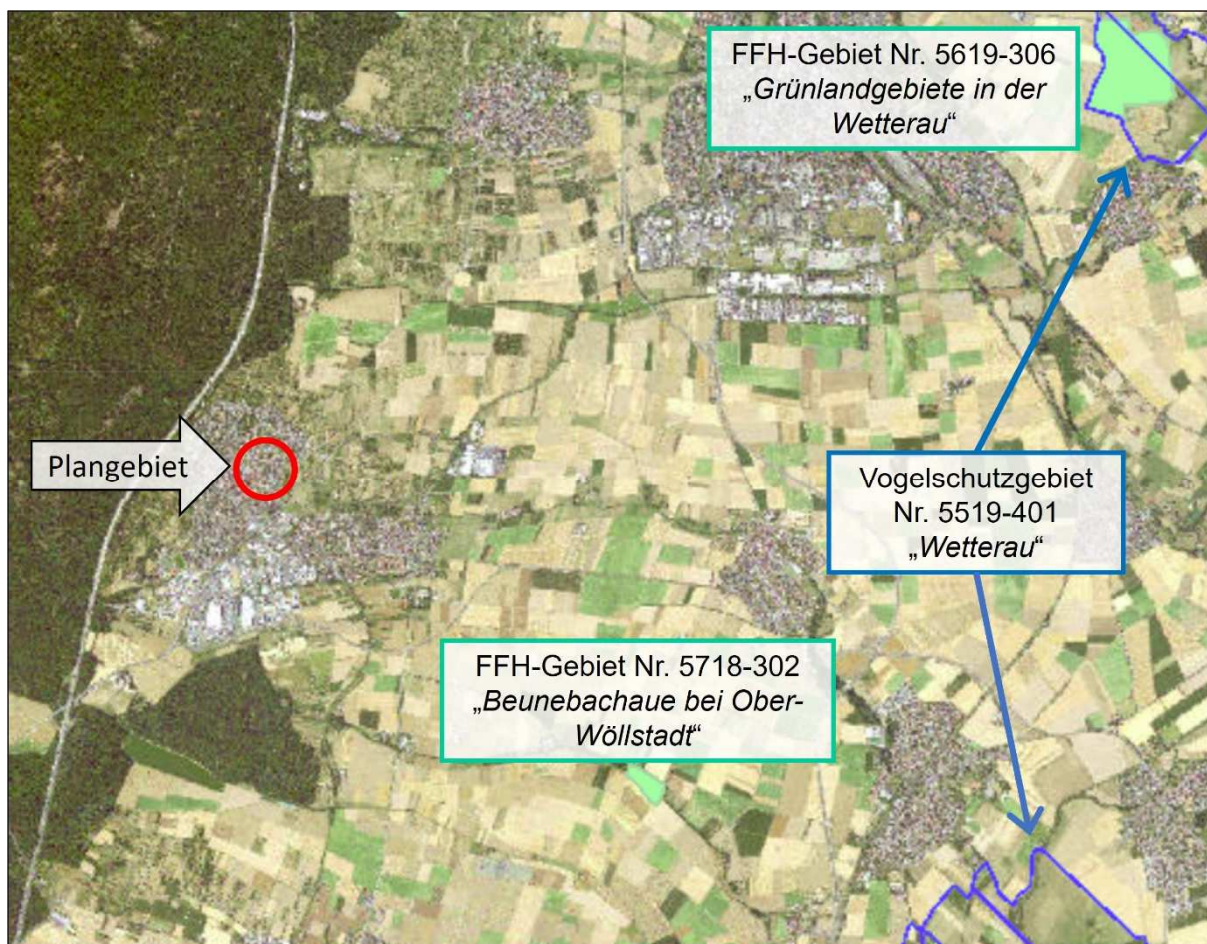 FFH-Gebiet Nr. 5619-306
„Grünlandgebiete in der
Wetterau“
Plangebiet
Vogelschutzgebiet
Nr. 5519-401
„Wetterau“
FFH-Gebiet Nr. 5718-302
„Beunebachaue bei Ober-
Wöllstadt“